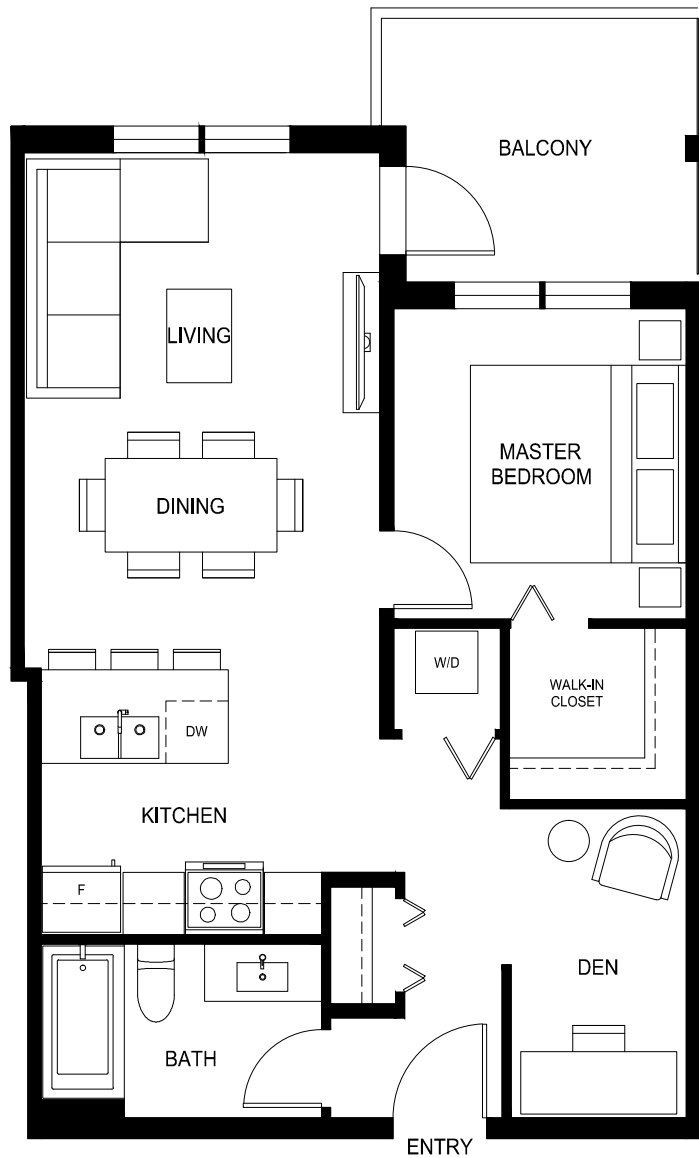 BALCONY
LIVING
MASTER
BEDROOM
DINING
W/D
WALK-IN
CLOSET
DW
KITCHEN
F
DEN
BATH
ENTRY